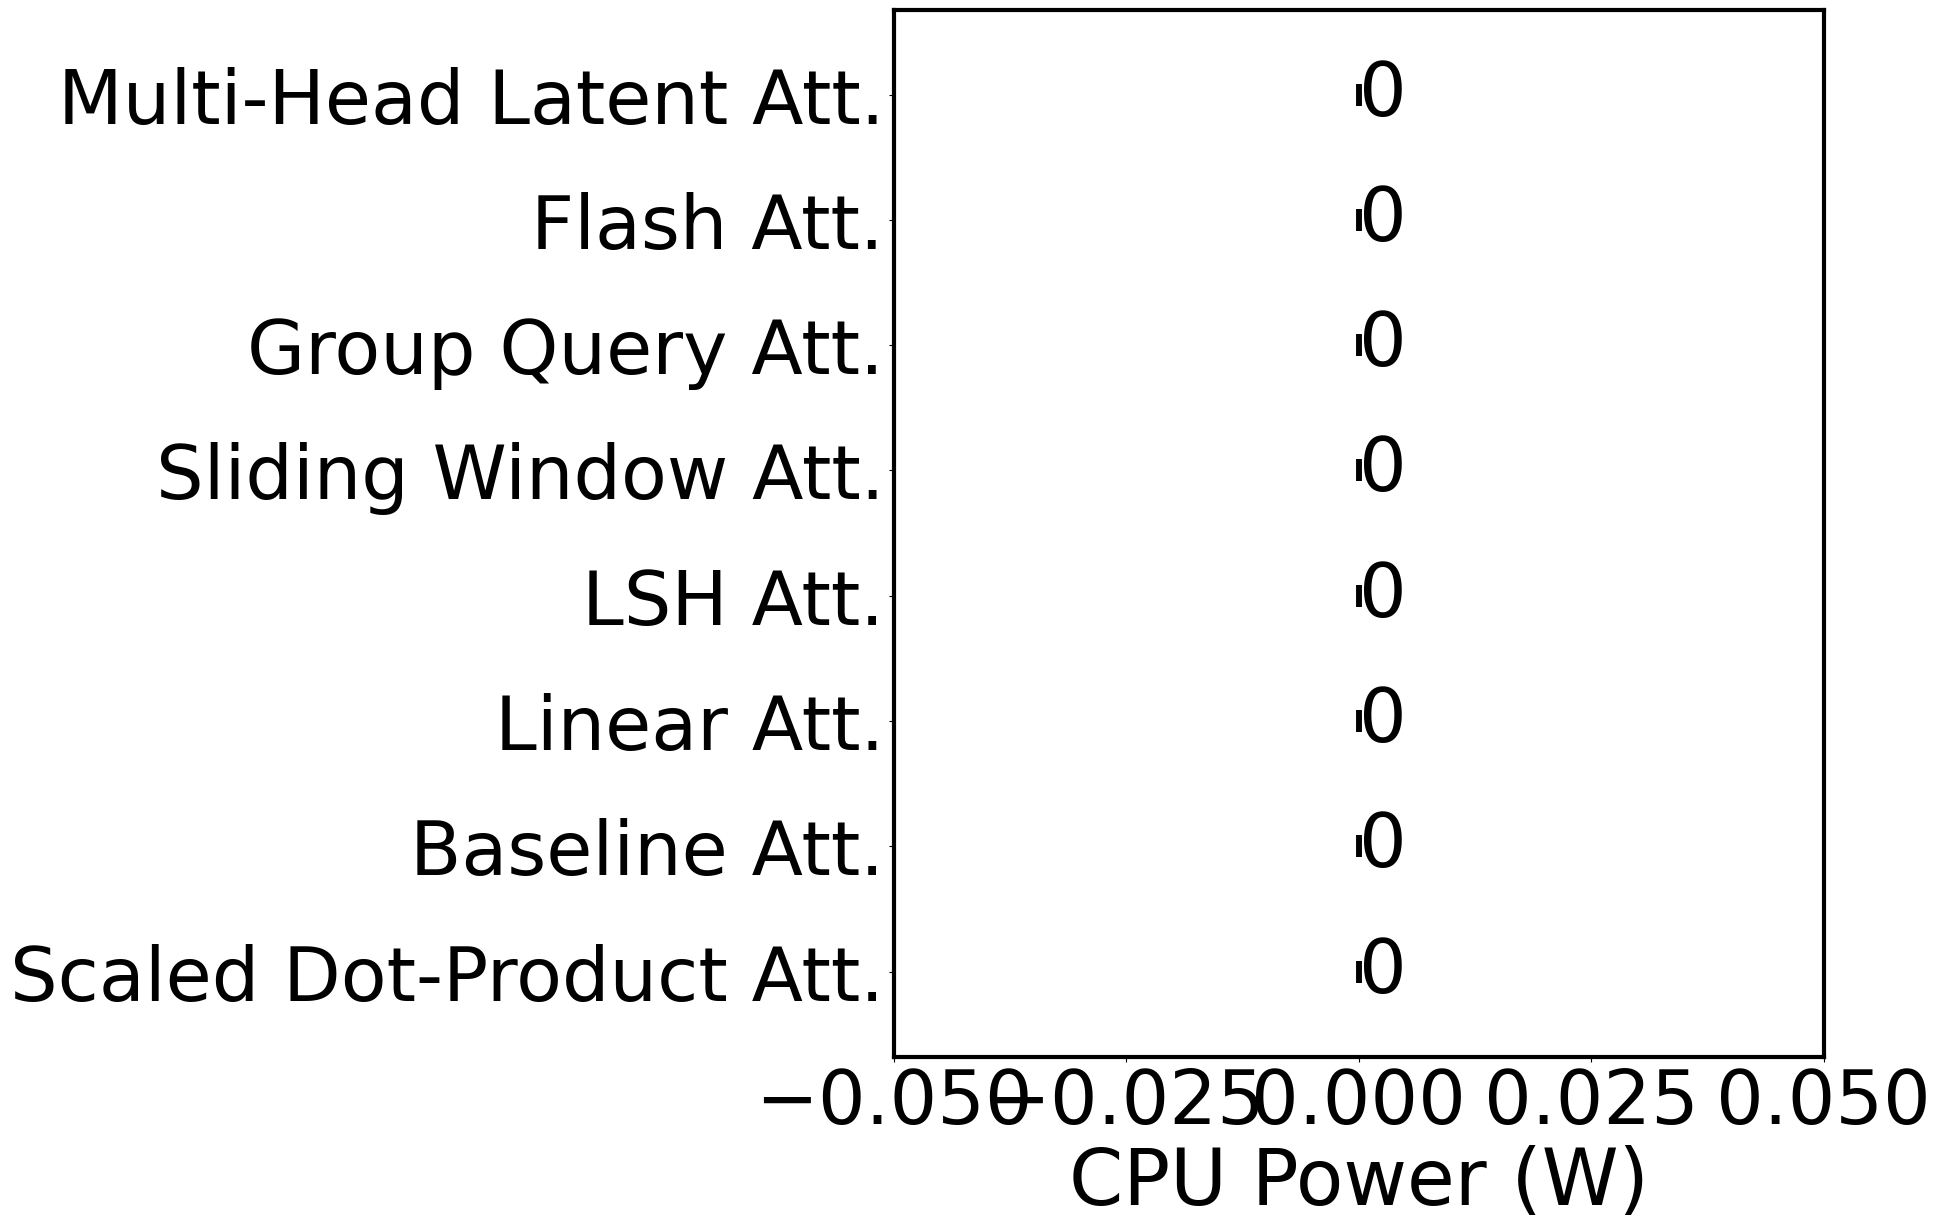 Multi-Head Latent Att. 0
Flash Att. 0
Group Query Att. 0
Sliding Window Att. 0
LSH Att. 0
Linear Att. 0
Baseline Att. 0
Scaled Dot-Product Att. 0
−0.050 −0.025 0.000 0.025 0.050
CPU Power (W)